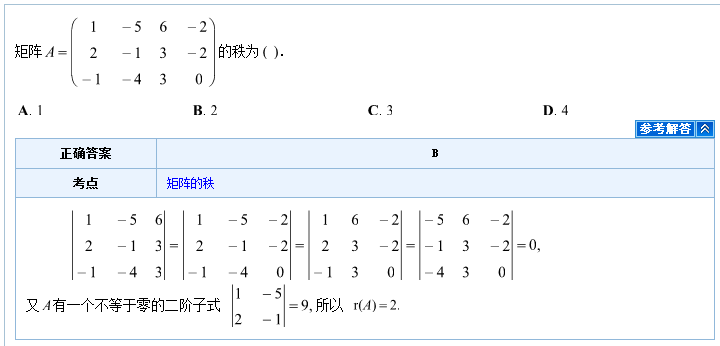 矩阵 A = ( 1 −5 6 −2
2 −1 3 −2
−1 −4 3 0 ) 的秩为 ( ).
A. 1 B. 2 C. 3 D. 4
参考解答
正确答案 B
考点 矩阵的秩
| 1 −5 6 | | 1 −5 −2 | | 1 6 −2 | | −5 6 −2 |
| 2 −1 3 | = | 2 −1 −2 | = | 2 3 −2 | = | −1 3 −2 | = 0,
| −1 −4 3 | | −1 −4 0 | | −1 3 0 | | −4 3 0 |
又 A 有一个不等于零的二阶子式 | 1 −5
2 −1 | = 9, 所以 r(A) = 2.